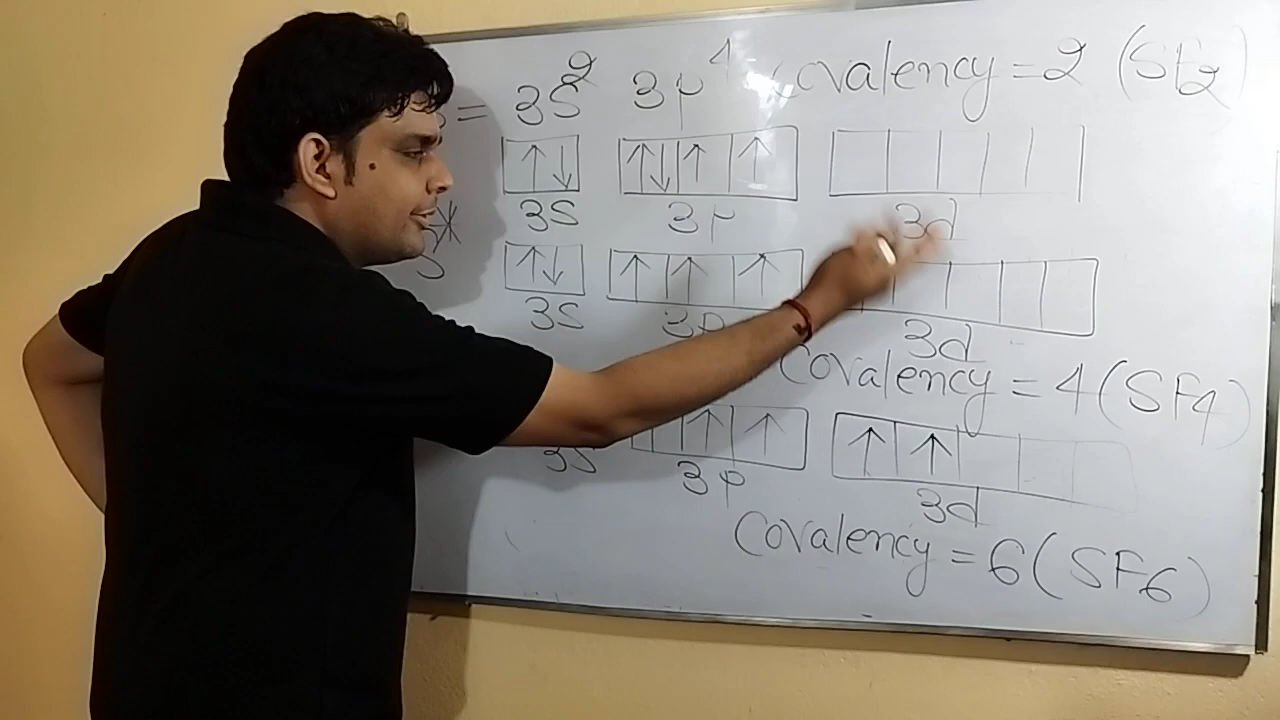 = 3S² 3p⁴ Covalency = 2 (SF₂)
↑↓ ↑↓ ↑ ↑
3S 3p 3d
S*
↑↓ ↑ ↑ ↑
3S 3p 3d
Covalency = 4 (SF₄)
↑ ↑ ↑ ↑
3S 3p 3d
Covalency = 6 (SF₆)